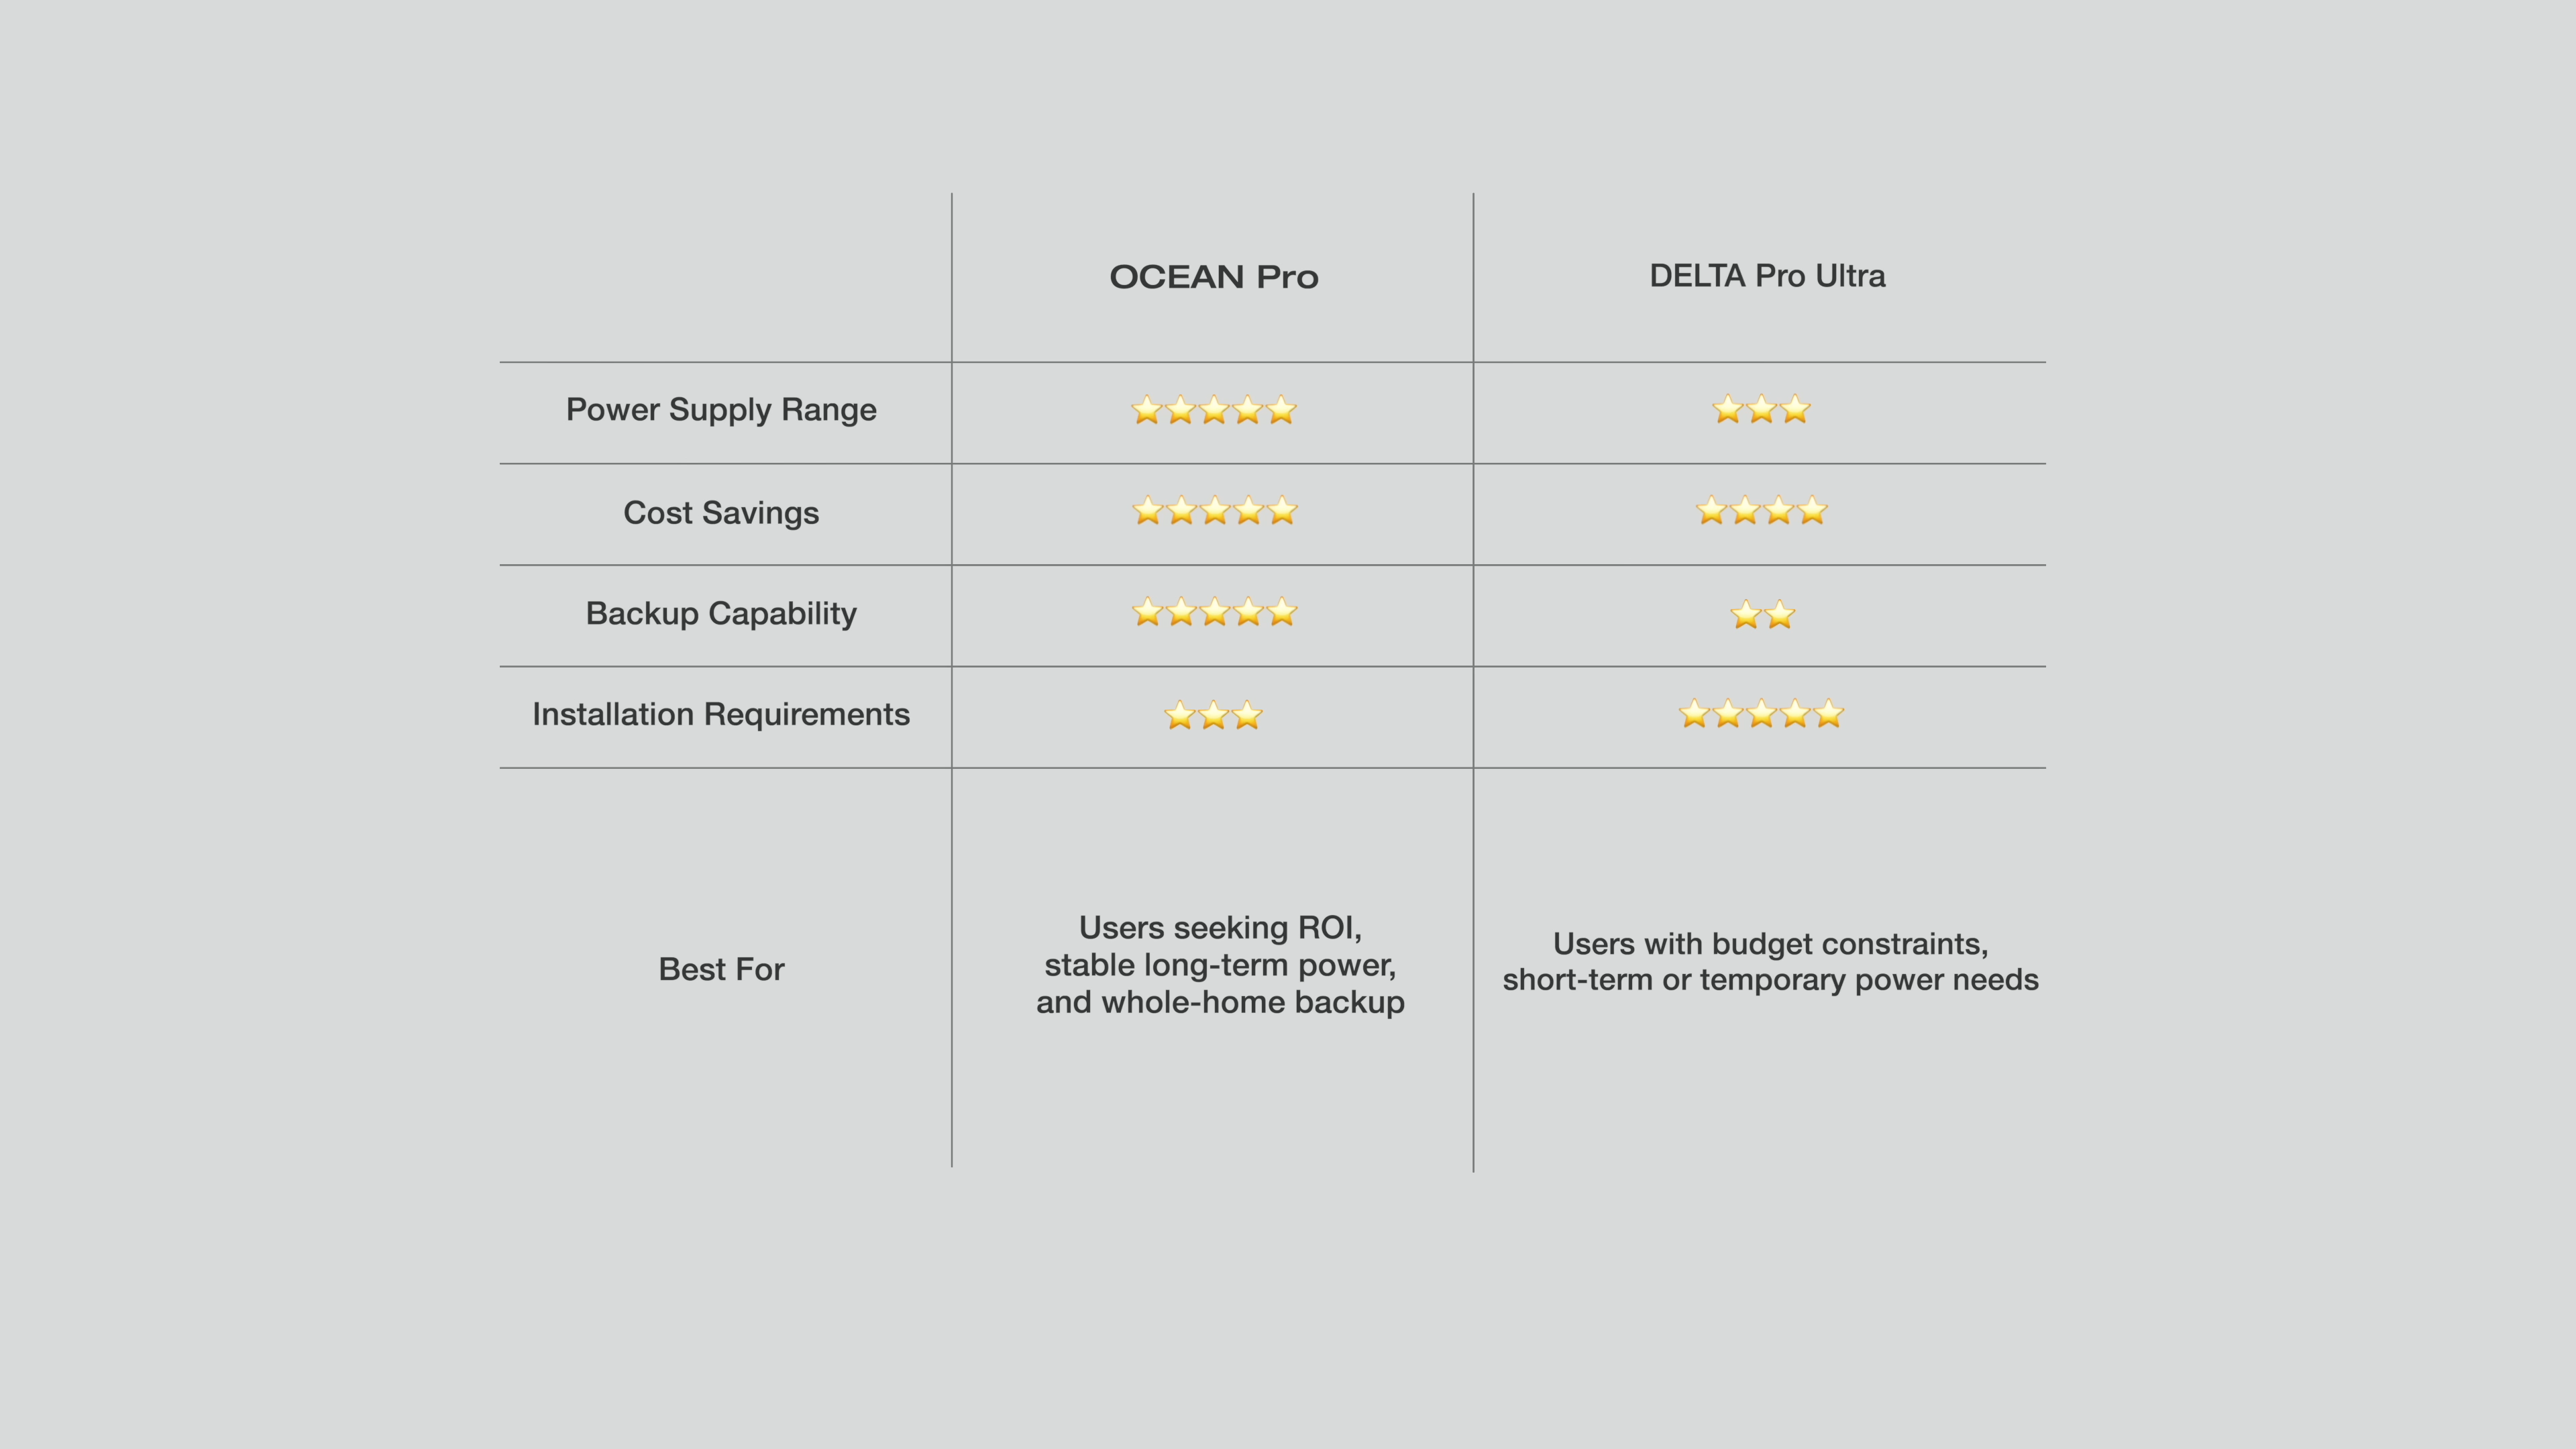 OCEAN Pro
DELTA Pro Ultra
Power Supply Range
⭐⭐⭐⭐⭐
⭐⭐⭐
Cost Savings
⭐⭐⭐⭐⭐
⭐⭐⭐⭐
Backup Capability
⭐⭐⭐⭐⭐
⭐⭐
Installation Requirements
⭐⭐⭐
⭐⭐⭐⭐⭐
Best For
Users seeking ROI,
stable long-term power,
and whole-home backup
Users with budget constraints,
short-term or temporary power needs